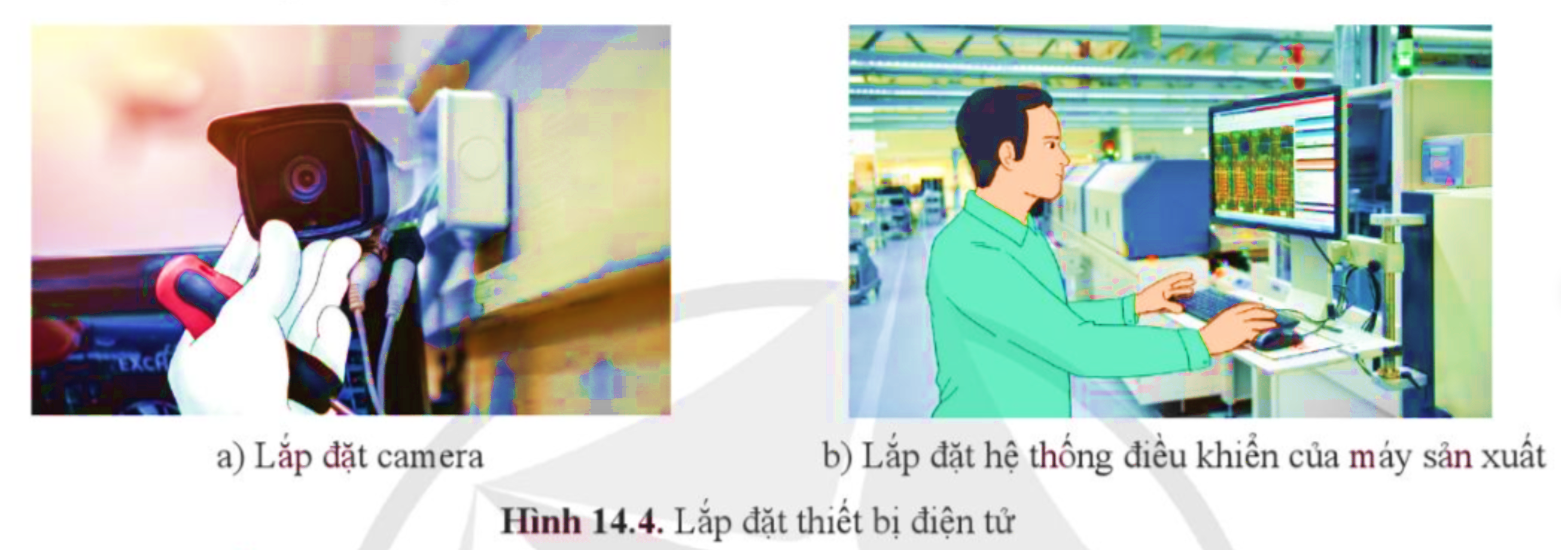 a) Lắp đặt camera
b) Lắp đặt hệ thống điều khiển của máy sản xuất
Hình 14.4. Lắp đặt thiết bị điện tử